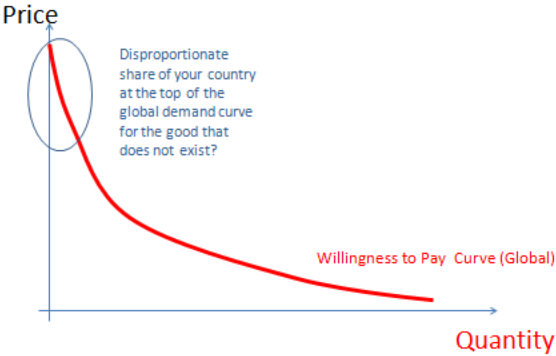 Price
Disproportionate
share of your country
at the top of the
global demand curve
for the good that
does not exist?
Willingness to Pay Curve (Global)
Quantity